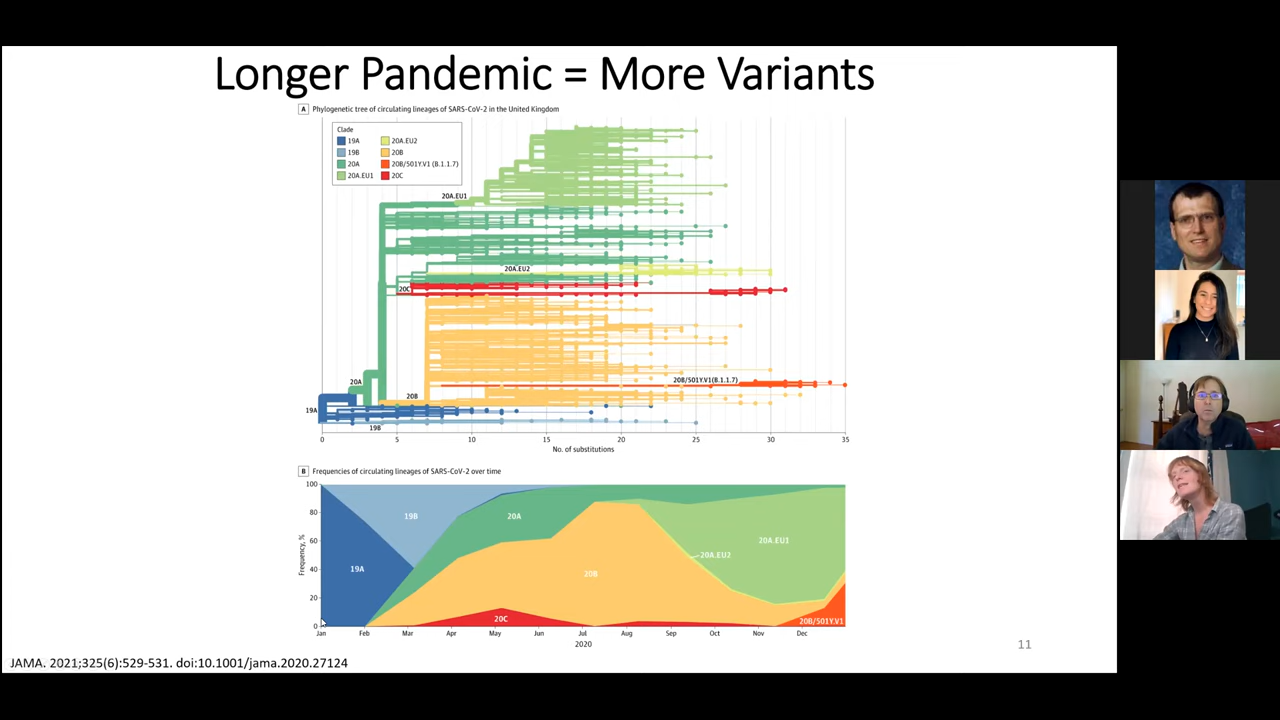 Longer Pandemic = More Variants
A Phylogenetic tree of circulating lineages of SARS-CoV-2 in the United Kingdom
Clade
19A 20A.EU2
19B 20B
20A 20B/501Y.V1 (B.1.1.7)
20A.EU1 20C
20A.EU1
20A.EU2
20C
20B/501Y.V1(B.1.1.7)
20A
20B
19A
19B
0 5 10 15 20 25 30 35
No. of substitutions
B Frequencies of circulating lineages of SARS-CoV-2 over time
100
80
60
40
20
0
Frequency, %
19B
20A
20A.EU1
20A.EU2
19A
20B
20C
20B/501Y.V1
Jan Feb Mar Apr May Jun Jul Aug Sep Oct Nov Dec
2020
11
JAMA. 2021;325(6):529-531. doi:10.1001/jama.2020.27124